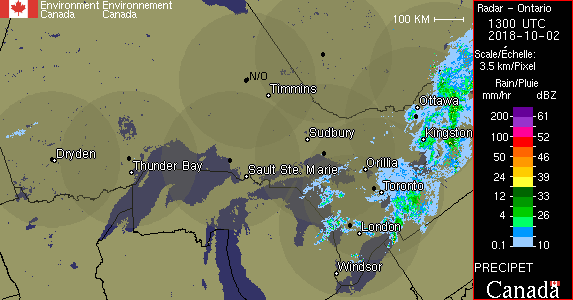 Environment Environnement
Canada Canada
100 KM
N/O
Timmins
Ottawa
Sudbury
Kingston
Dryden
Thunder Bay
Sault Ste. Marie
Orillia
Toronto
London
Windsor
Radar - Ontario
1300 UTC
2018-10-02
Scale/Échelle:
3.5 km/Pixel
Rain/Pluie
mm/hr dBZ
200 61
100 52
50 46
24 39
12 33
4 26
0.1 10
PRECIPET
Canada